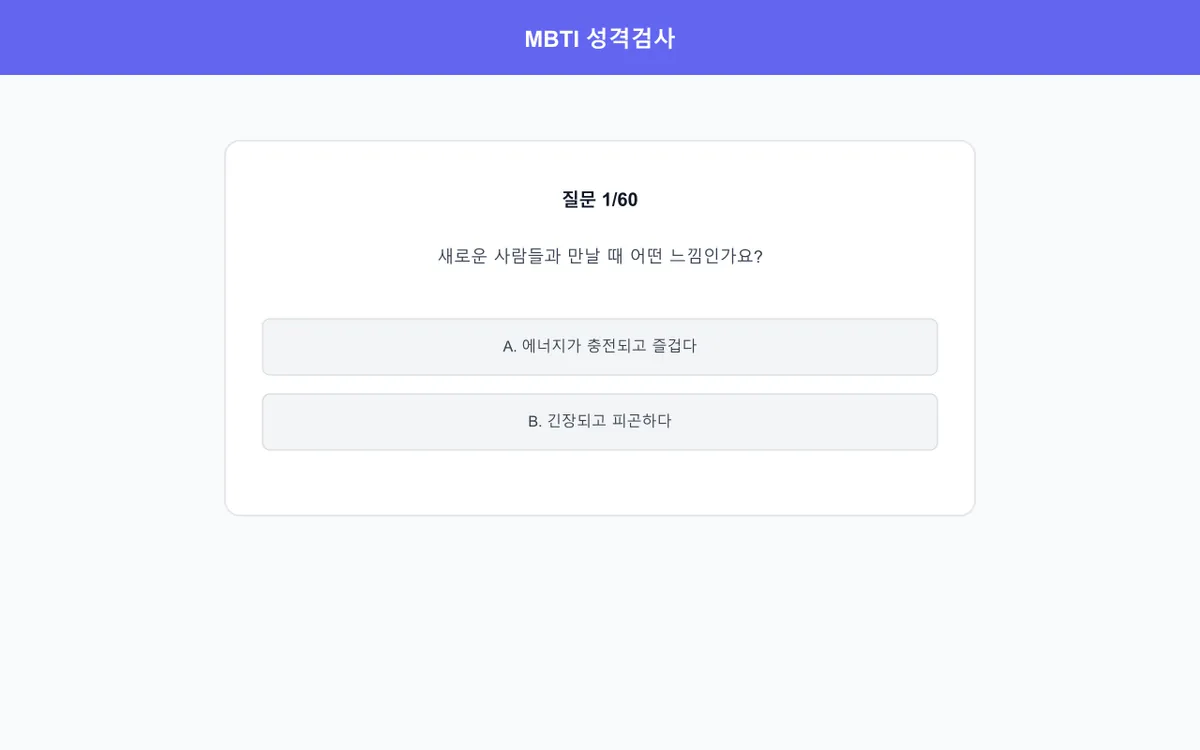 MBTI 성격검사
질문 1/60
새로운 사람들과 만날 때 어떤 느낌인가요?
A. 에너지가 충전되고 즐겁다
B. 긴장되고 피곤하다